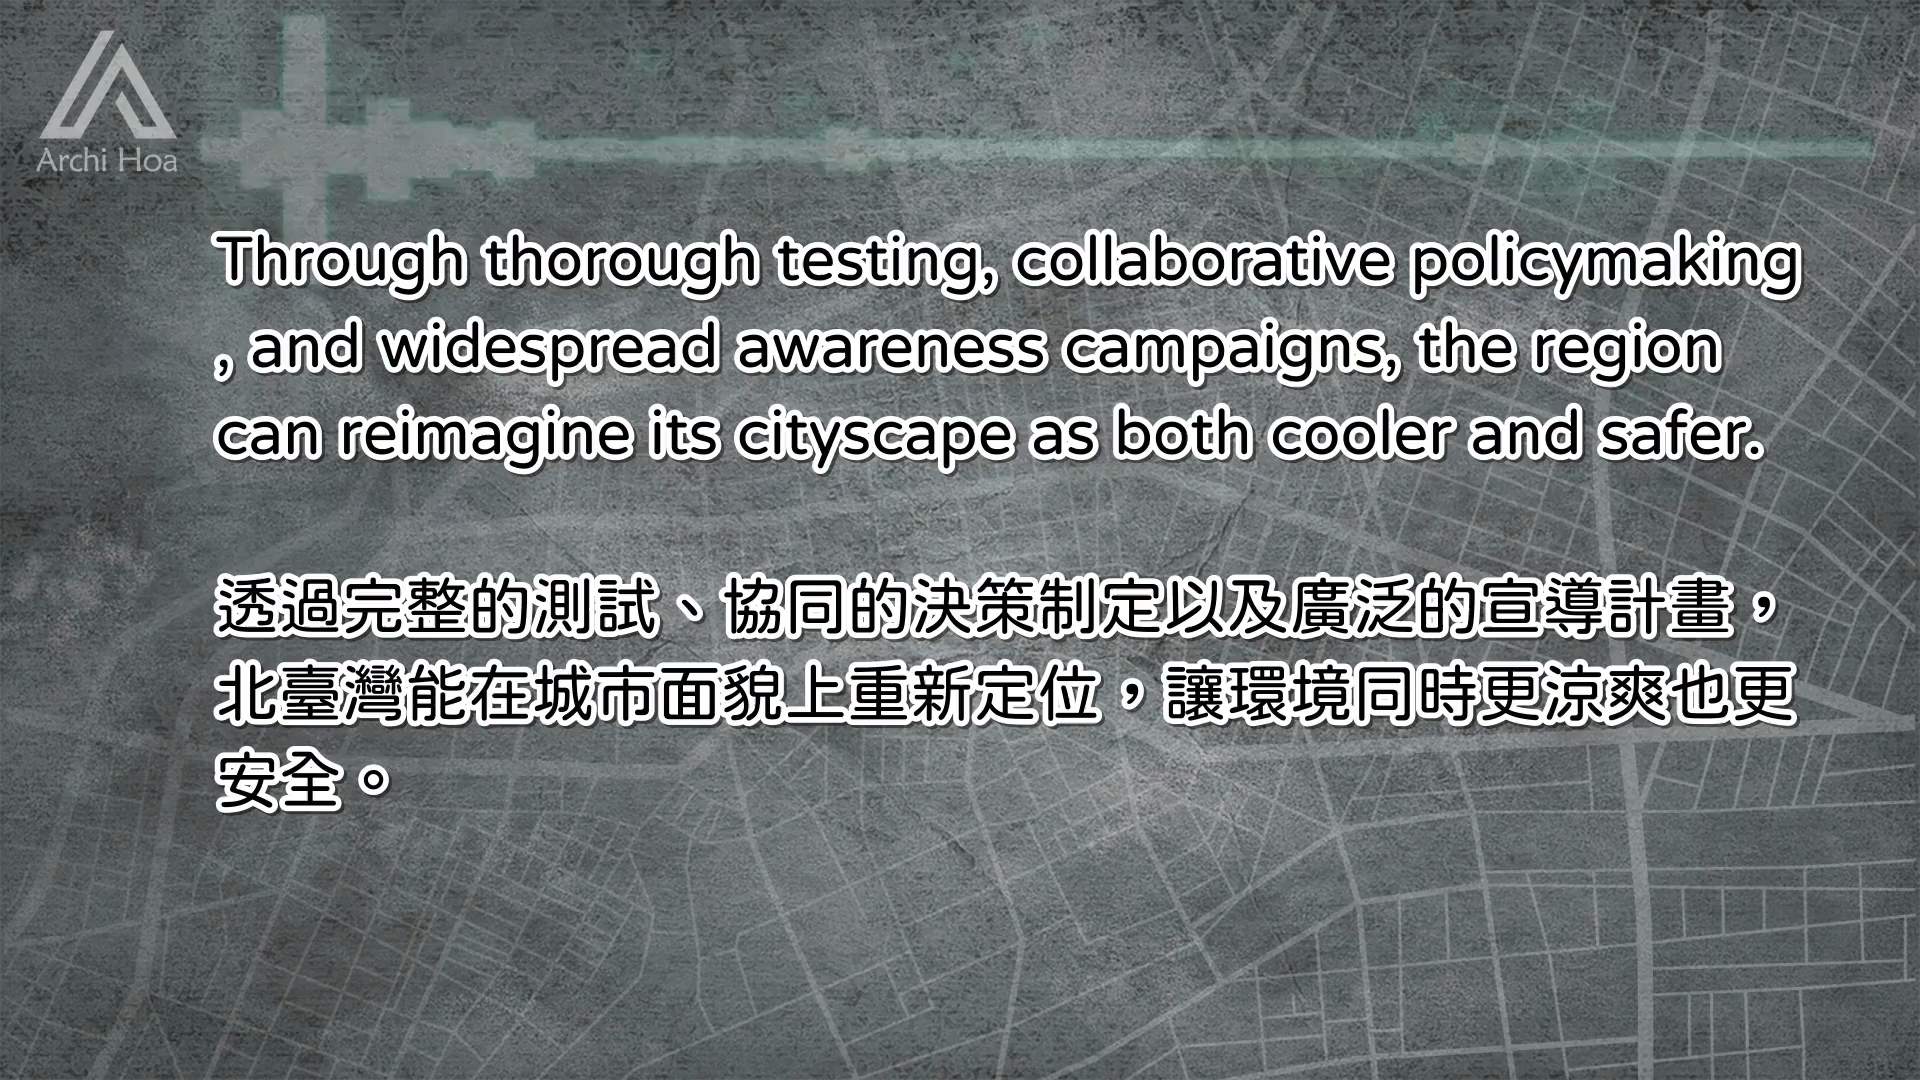 Archi Hoa
Through thorough testing, collaborative policymaking
, and widespread awareness campaigns, the region
can reimagine its cityscape as both cooler and safer.
透過完整的測試、協同的決策制定以及廣泛的宣導計畫，
北臺灣能在城市面貌上重新定位，讓環境同時更涼爽也更
安全。